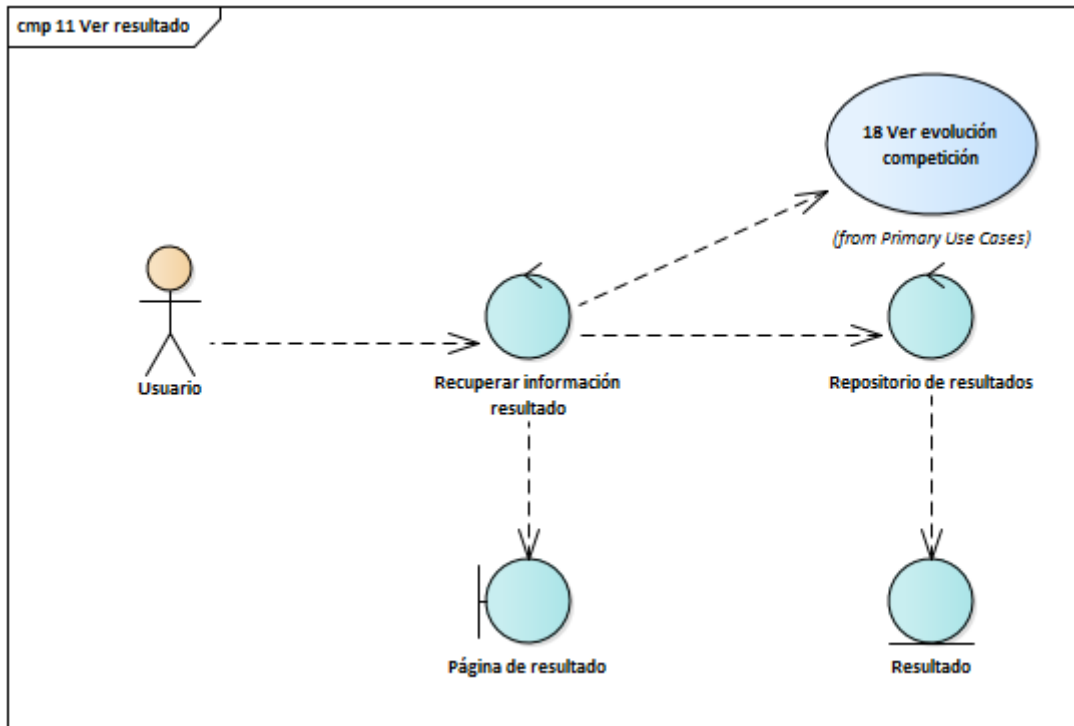 cmp 11 Ver resultado
18 Ver evolución
competición
(from Primary Use Cases)
Usuario
Recuperar información
resultado
Repositorio de resultados
Página de resultado
Resultado